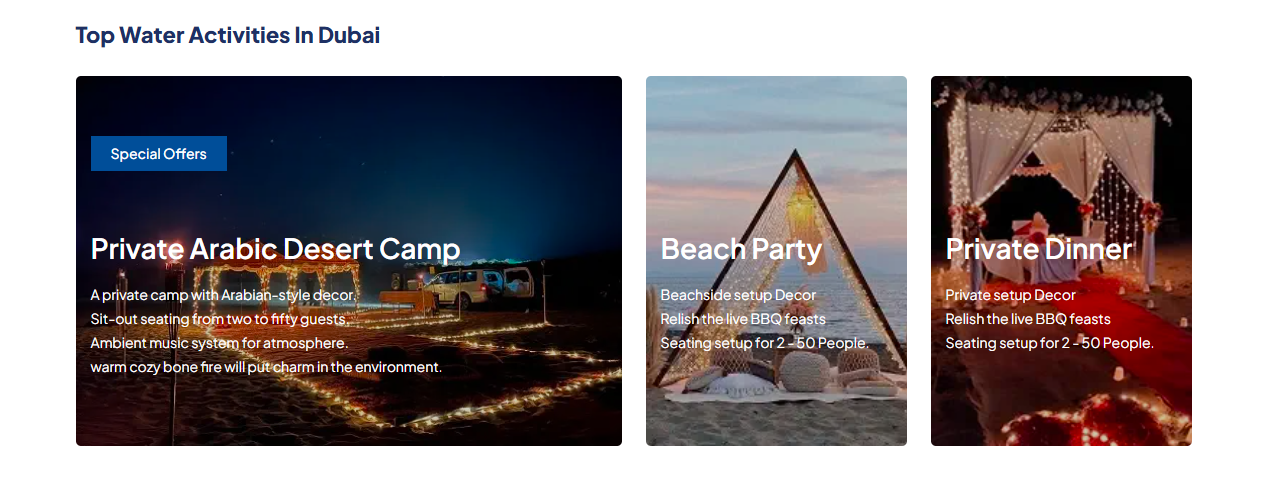 Top Water Activities In Dubai
Special Offers
Private Arabic Desert Camp
A private camp with Arabian-style decor.
Sit-out seating from two to fifty guests.
Ambient music system for atmosphere.
warm cozy bone fire will put charm in the environment.
Beach Party
Beachside setup Decor
Relish the live BBQ feasts
Seating setup for 2 - 50 People.
Private Dinner
Private setup Decor
Relish the live BBQ feasts
Seating setup for 2 - 50 People.